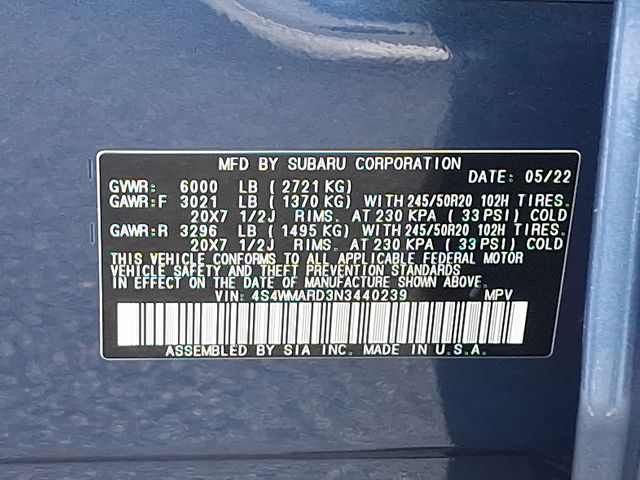 MFD BY SUBARU CORPORATION
DATE: 05/22
GVWR: 6000 LB (2721 KG)
GAWR:F 3021 LB (1370 KG) WITH 245/50R20 102H TIRES.
20X7 1/2J RIMS. AT 230 KPA (33 PSI) COLD
GAWR:R 3296 LB (1495 KG) WITH 245/50R20 102H TIRES.
20X7 1/2J RIMS. AT 230 KPA (33 PSI) COLD
THIS VEHICLE CONFORMS TO ALL APPLICABLE FEDERAL MOTOR
VEHICLE SAFETY AND THEFT PREVENTION STANDARDS
IN EFFECT ON THE DATE OF MANUFACTURE SHOWN ABOVE.
VIN: 4S4WMARD3N3440239 MPV
ASSEMBLED BY SIA INC. MADE IN U.S.A.